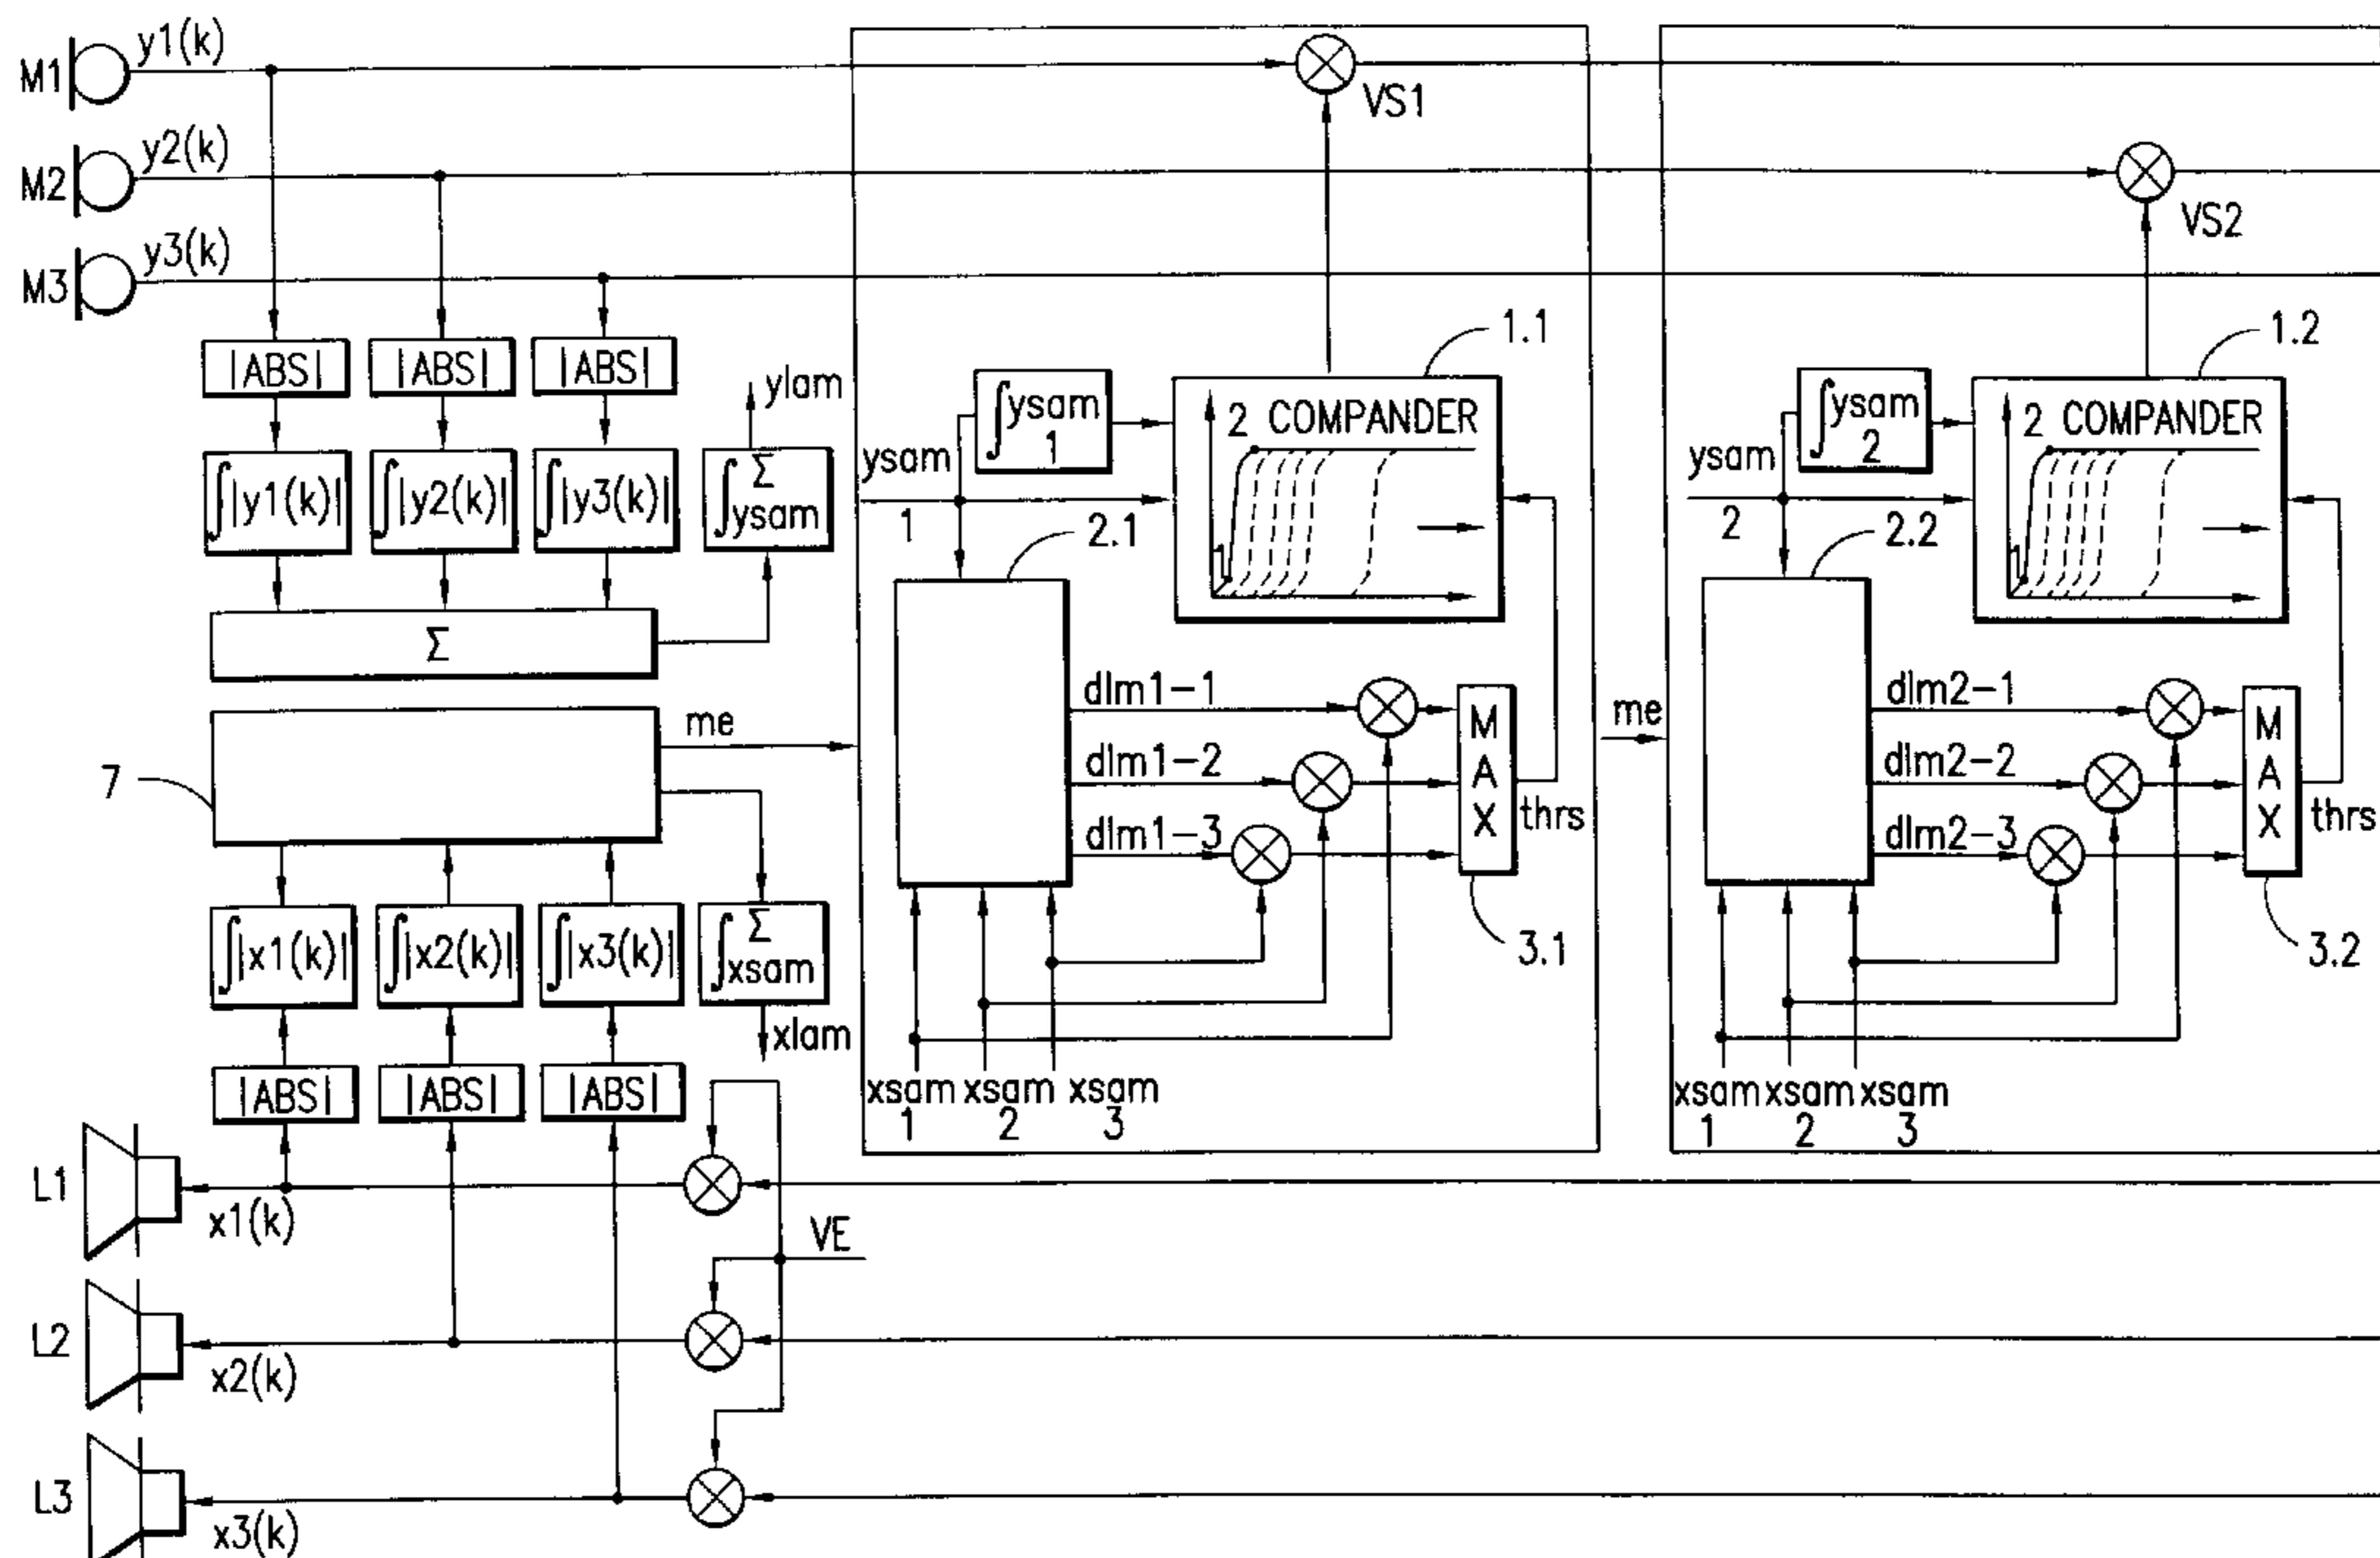 M1 y1(k)
VS1
M2 y2(k)
VS2
M3 y3(k)
|ABS| |ABS| |ABS|
ylam
∫|y1(k)| ∫|y2(k)| ∫|y3(k)|
∫ Σ ysam
Σ
7
me
∫|x1(k)| ∫|x2(k)| ∫|x3(k)|
∫ Σ xsam
xlam
|ABS| |ABS| |ABS|
L1 x1(k)
VE
L2 x2(k)
L3 x3(k)
1.1
∫ysam 1
2 COMPANDER
1
ysam 1
2.1
dlm1-1
dlm1-2
dlm1-3
MAX
thrs
3.1
xsam 1 xsam 2 xsam 3
me
1.2
∫ysam 2
2 COMPANDER
1
ysam 2
2.2
dlm2-1
dlm2-2
dlm2-3
MAX
thrs
3.2
xsam 1 xsam 2 xsam 3